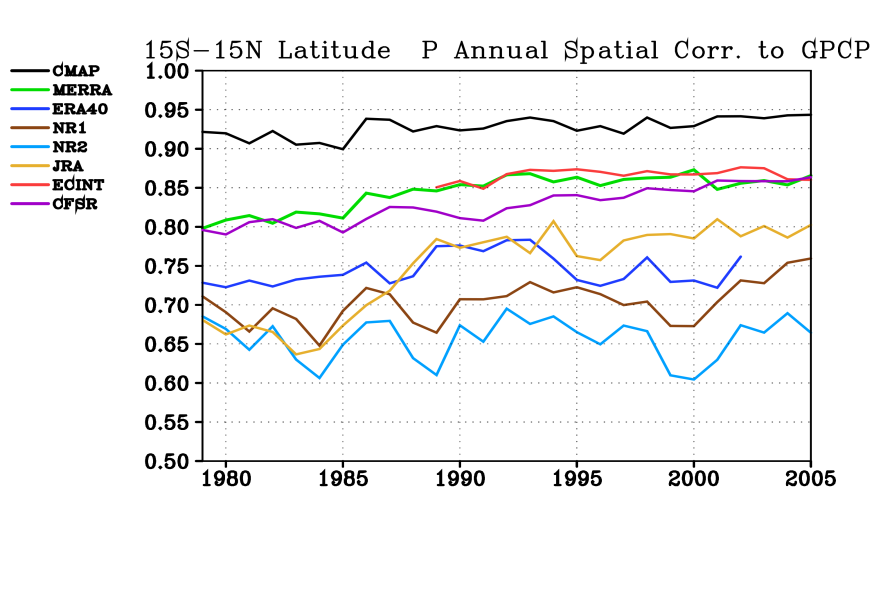 15S-15N Latitude P Annual Spatial Corr. to GPCP
CMAP
MERRA
ERA40
NR1
NR2
JRA
ECINT
CFSR
1.00
0.95
0.90
0.85
0.80
0.75
0.70
0.65
0.60
0.55
0.50
1980 1985 1990 1995 2000 2005